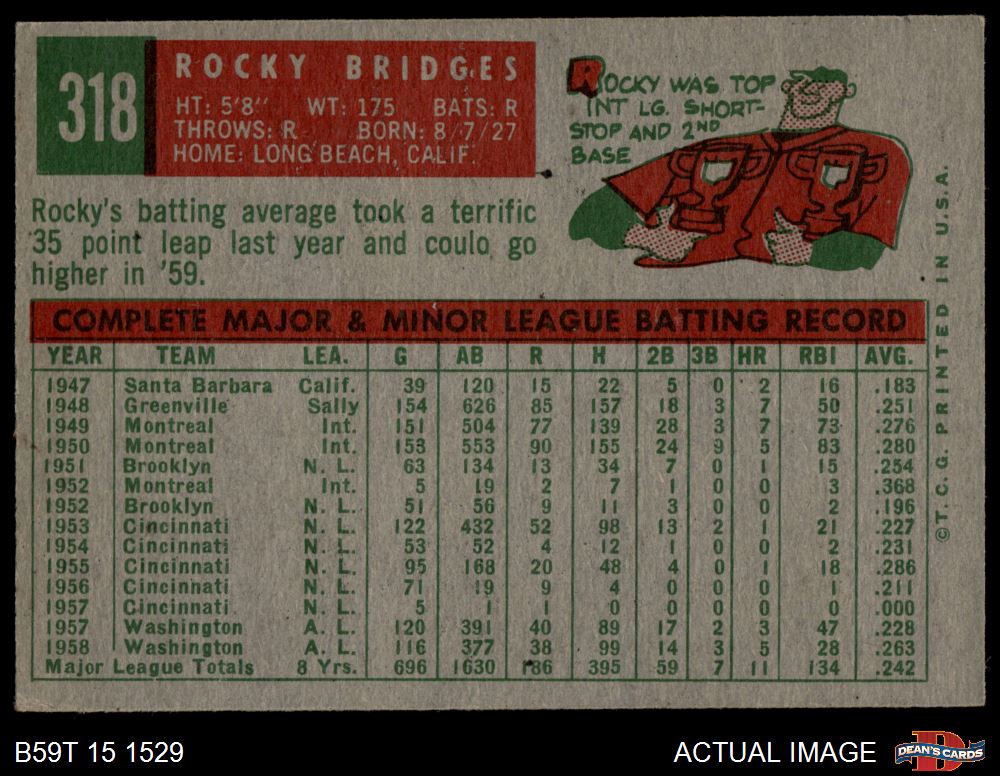 318
ROCKY BRIDGES
HT: 5'8" WT: 175 BATS: R
THROWS: R BORN: 8/7/27
HOME: LONG BEACH, CALIF.
ROCKY WAS TOP
INT LG. SHORT-
STOP AND 2ND
BASE
Rocky's batting average took a terrific
35 point leap last year and could go
higher in '59.
COMPLETE MAJOR & MINOR LEAGUE BATTING RECORD
YEAR TEAM LEA. G AB R H 2B 3B HR RBI AVG.
1947 Santa Barbara Calif. 39 120 15 22 5 0 2 16 .183
1948 Greenville Sally 154 626 85 157 18 3 7 50 .251
1949 Montreal Int. 151 504 77 139 28 3 7 73 .276
1950 Montreal Int. 153 553 90 155 24 9 5 83 .280
1951 Brooklyn N. L. 63 134 13 34 7 0 1 15 .254
1952 Montreal Int. 5 19 2 7 1 0 0 3 .368
1952 Brooklyn N. L. 51 56 9 11 3 0 0 2 .196
1953 Cincinnati N. L. 122 432 52 98 13 2 1 21 .227
1954 Cincinnati N. L. 53 52 4 12 1 0 0 2 .231
1955 Cincinnati N. L. 95 168 20 48 4 0 1 18 .286
1956 Cincinnati N. L. 71 19 9 4 0 0 0 1 .211
1957 Cincinnati N. L. 5 1 1 0 0 0 0 0 .000
1957 Washington A. L. 120 391 40 89 17 2 3 47 .228
1958 Washington A. L. 116 377 38 99 14 3 5 28 .263
Major League Totals 8 Yrs. 696 1630 186 395 59 7 11 134 .242
©T.C.G. PRINTED IN U.S.A.
B59T 15 1529
ACTUAL IMAGE
D
DEAN'S CARDS